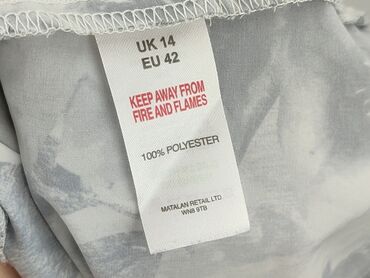 UK 14
EU 42
KEEP AWAY FROM
FIRE AND FLAMES
100% POLYESTER
MATALAN RETAIL LTD
WN8 9TB